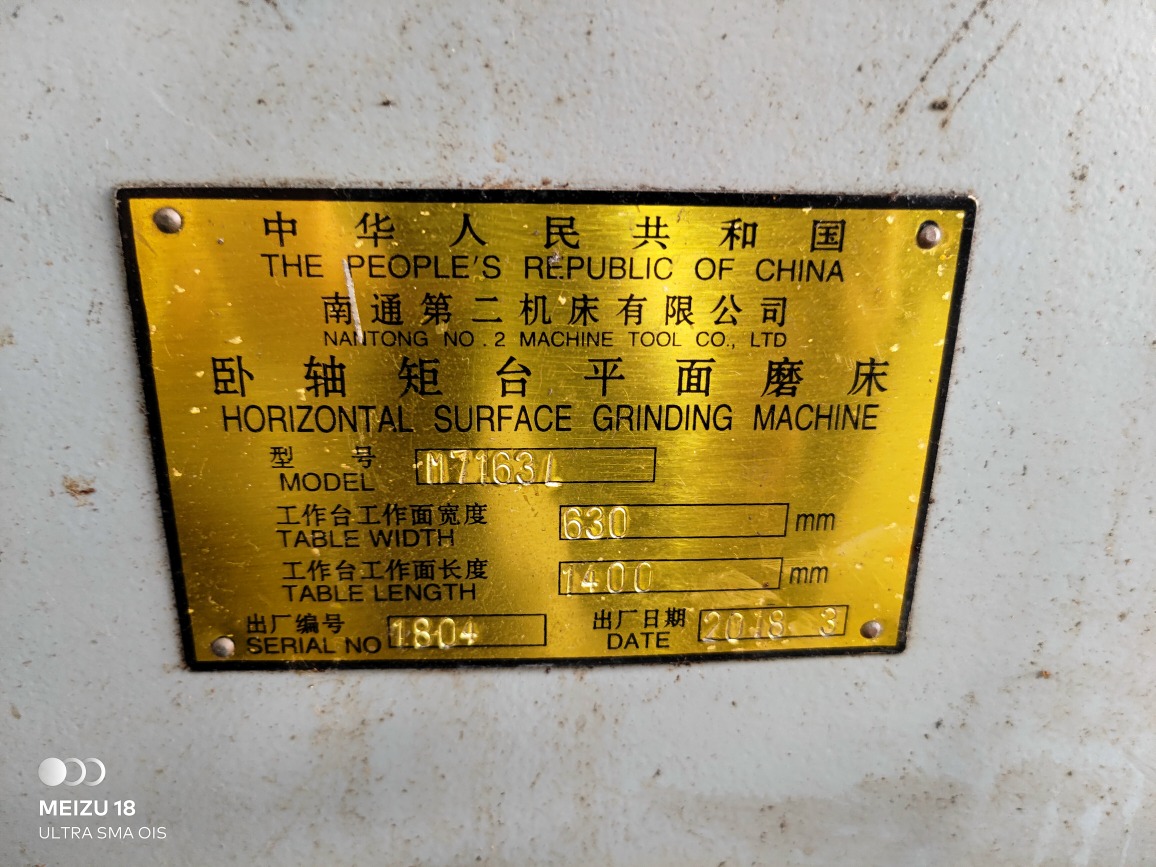 中华人民共和国
THE PEOPLE'S REPUBLIC OF CHINA
南通第二机床有限公司
NANTONG NO.2 MACHINE TOOL CO., LTD
卧轴矩台平面磨床
HORIZONTAL SURFACE GRINDING MACHINE
型号 M7163L
MODEL
工作台工作面宽度 630 mm
TABLE WIDTH
工作台工作面长度 1400 mm
TABLE LENGTH
出厂编号 1804 出厂日期 2018 3
SERIAL NO DATE
MEIZU 18
ULTRA SMA OIS